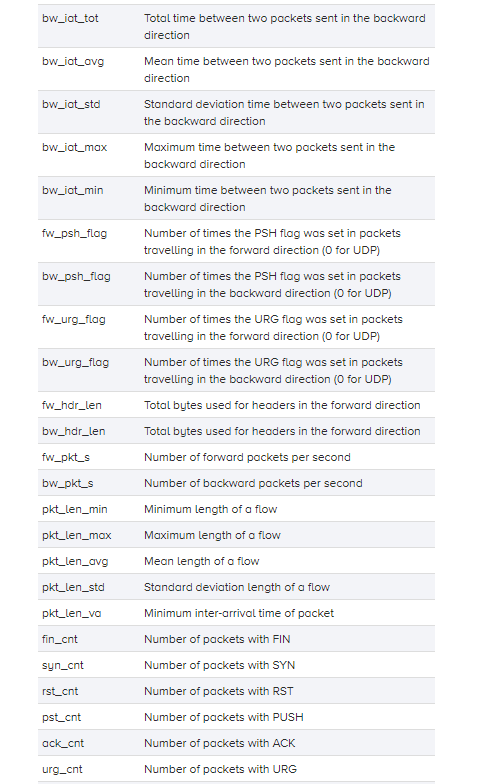 bw_iat_tot Total time between two packets sent in the backward
direction
bw_iat_avg Mean time between two packets sent in the backward
direction
bw_iat_std Standard deviation time between two packets sent in
the backward direction
bw_iat_max Maximum time between two packets sent in the
backward direction
bw_iat_min Minimum time between two packets sent in the
backward direction
fw_psh_flag Number of times the PSH flag was set in packets
travelling in the forward direction (0 for UDP)
bw_psh_flag Number of times the PSH flag was set in packets
travelling in the backward direction (0 for UDP)
fw_urg_flag Number of times the URG flag was set in packets
travelling in the forward direction (0 for UDP)
bw_urg_flag Number of times the URG flag was set in packets
travelling in the backward direction (0 for UDP)
fw_hdr_len Total bytes used for headers in the forward direction
bw_hdr_len Total bytes used for headers in the forward direction
fw_pkt_s Number of forward packets per second
bw_pkt_s Number of backward packets per second
pkt_len_min Minimum length of a flow
pkt_len_max Maximum length of a flow
pkt_len_avg Mean length of a flow
pkt_len_std Standard deviation length of a flow
pkt_len_va Minimum inter-arrival time of packet
fin_cnt Number of packets with FIN
syn_cnt Number of packets with SYN
rst_cnt Number of packets with RST
pst_cnt Number of packets with PUSH
ack_cnt Number of packets with ACK
urg_cnt Number of packets with URG